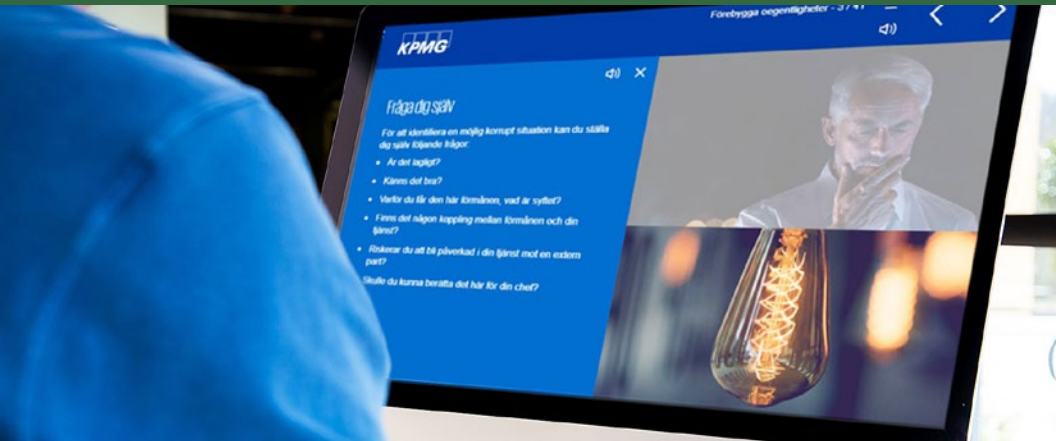 Förebygga oegentligheter - 3 / 41
KPMG
Fråga dig själv
För att identifiera en möjlig korrupt situation kan du ställa
dig själv följande frågor:
• Är det lagligt?
• Känns det bra?
• Varför du får den här förmånen, vad är syftet?
• Finns det någon koppling mellan förmånen och din
tjänst?
• Riskerar du att bli påverkad i din tjänst mot en extern
part?
Skulle du kunna berätta det här för din chef?